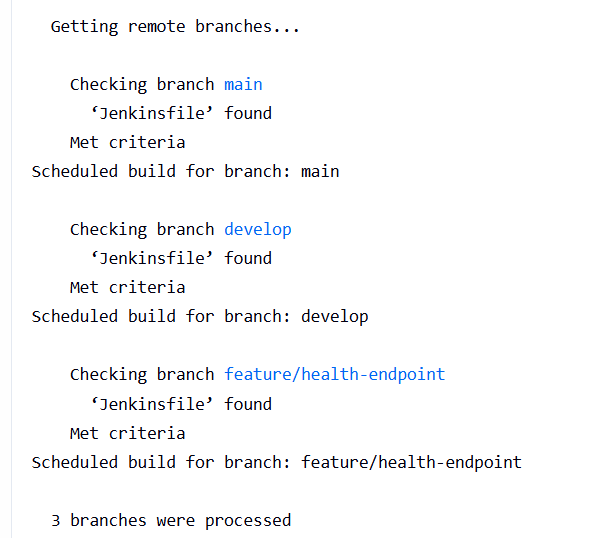 Getting remote branches...
Checking branch main
‘Jenkinsfile’ found
Met criteria
Scheduled build for branch: main
Checking branch develop
‘Jenkinsfile’ found
Met criteria
Scheduled build for branch: develop
Checking branch feature/health-endpoint
‘Jenkinsfile’ found
Met criteria
Scheduled build for branch: feature/health-endpoint
3 branches were processed